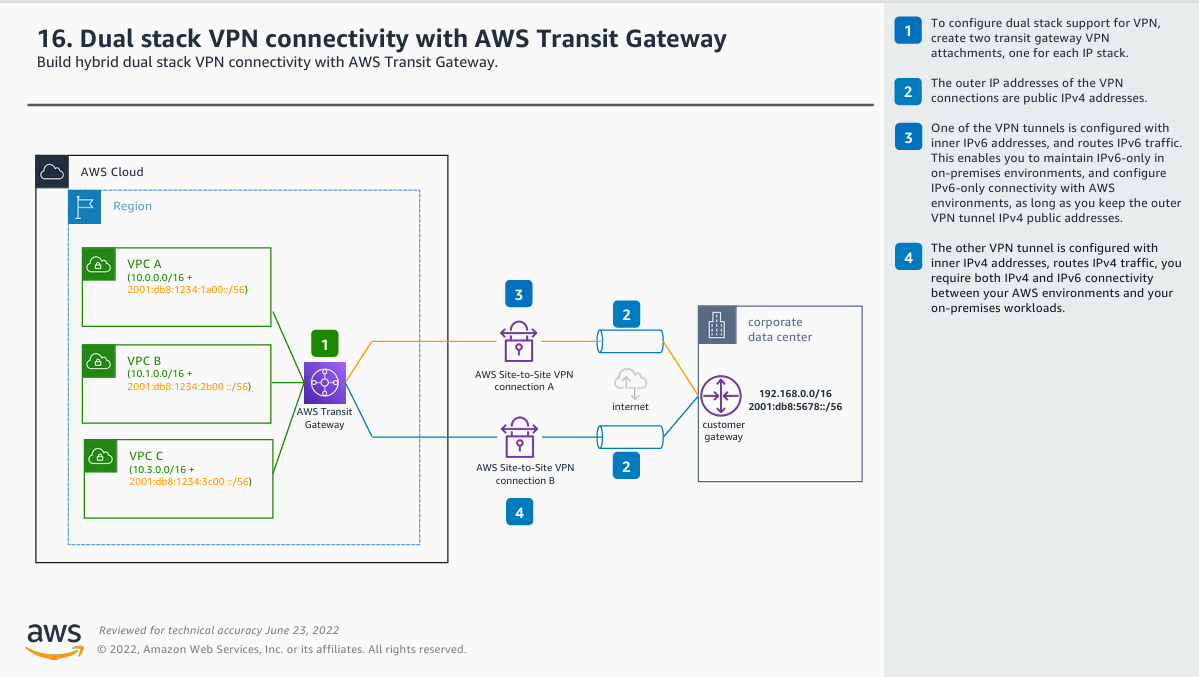 16. Dual stack VPN connectivity with AWS Transit Gateway
Build hybrid dual stack VPN connectivity with AWS Transit Gateway.
AWS Cloud
Region
VPC A
(10.0.0.0/16 +
2001:db8:1234:1a00::/56)
VPC B
(10.1.0.0/16 +
2001:db8:1234:2b00 ::/56)
VPC C
(10.3.0.0/16 +
2001:db8:1234:3c00 ::/56)
1
AWS Transit
Gateway
3
AWS Site-to-Site VPN
connection A
AWS Site-to-Site VPN
connection B
4
2
internet
2
corporate
data center
192.168.0.0/16
2001:db8:5678::/56
customer
gateway
1
To configure dual stack support for VPN,
create two transit gateway VPN
attachments, one for each IP stack.
2
The outer IP addresses of the VPN
connections are public IPv4 addresses.
3
One of the VPN tunnels is configured with
inner IPv6 addresses, and routes IPv6 traffic.
This enables you to maintain IPv6-only in
on-premises environments, and configure
IPv6-only connectivity with AWS
environments, as long as you keep the outer
VPN tunnel IPv4 public addresses.
4
The other VPN tunnel is configured with
inner IPv4 addresses, routes IPv4 traffic, you
require both IPv4 and IPv6 connectivity
between your AWS environments and your
on-premises workloads.
aws
Reviewed for technical accuracy June 23, 2022
© 2022, Amazon Web Services, Inc. or its affiliates. All rights reserved.